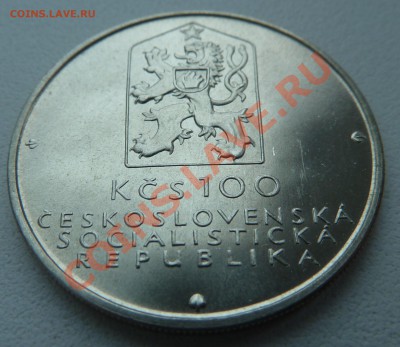 COINS.LAVE.RU
KČS 100
ČESKOSLOVENSKÁ
SOCIALISTICKÁ
REPUBLIKA
COINS.LAVE.RU